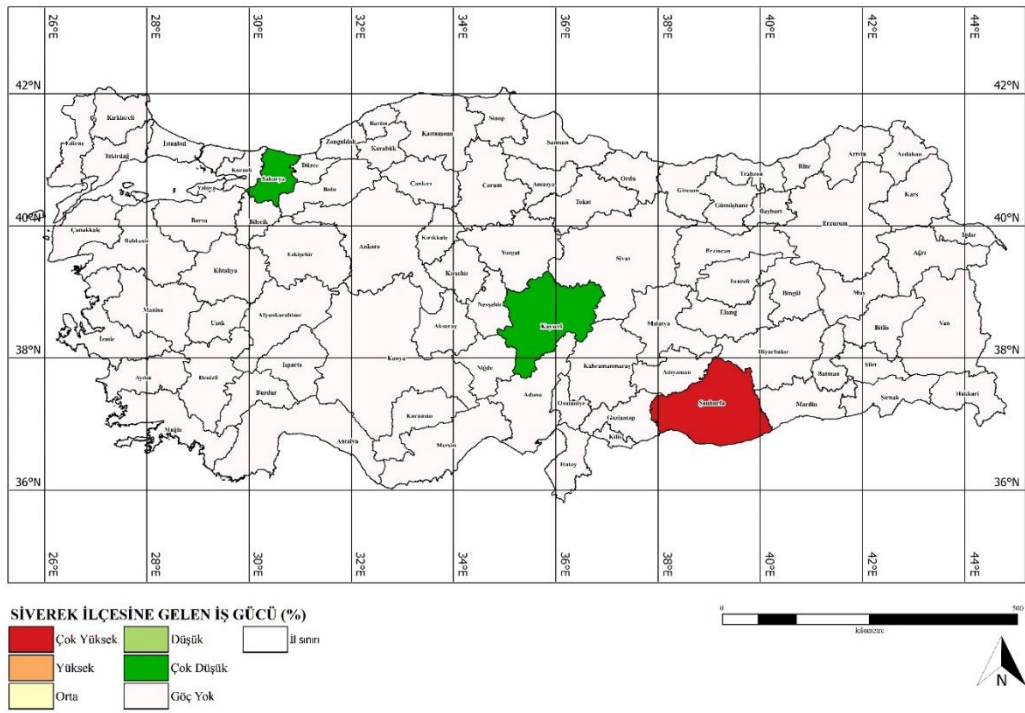 26°E 28°E 30°E 32°E 34°E 36°E 38°E 40°E 42°E 44°E
42°N 42°N
Kırklareli Edirne Tekirdağ İstanbul Kocaeli Yalova Sakarya Düzce Zonguldak Bartın Karabük Kastamonu Sinop Samsun Ordu Giresun Trabzon Rize Artvin Ardahan
Bolu Çankırı Çorum Amasya Tokat Gümüşhane Bayburt Erzurum Kars Iğdır
40°N 40°N
Çanakkale Balıkesir Bursa Bilecik Eskişehir Ankara Kırıkkale Yozgat Sivas Erzincan Ağrı
Kütahya Kırşehir Nevşehir Kayseri Tunceli Bingöl Muş Van
Manisa Uşak Afyonkarahisar Aksaray Malatya Elazığ Bitlis
İzmir
38°N 38°N
Aydın Denizli Isparta Konya Niğde Kahramanmaraş Adıyaman Diyarbakır Batman Siirt
Burdur Karaman Adana Osmaniye Gaziantep Şanlıurfa Mardin Şırnak Hakkari
Muğla Antalya Mersin Kilis
Hatay
36°N 36°N
26°E 28°E 30°E 32°E 34°E 36°E 38°E 40°E 42°E 44°E
SİVEREK İLÇESİNE GELEN İŞ GÜCÜ (%)
Çok Yüksek Düşük İl sınırı
Yüksek Çok Düşük
Orta Göç Yok
0 500
kilometre
N